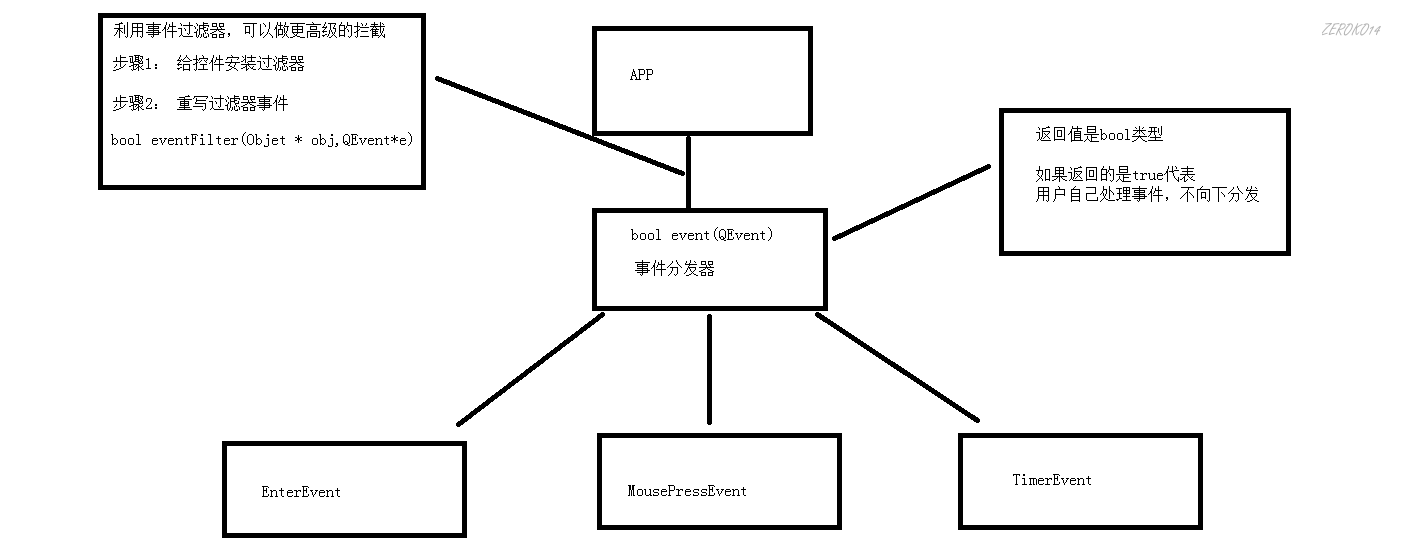 利用事件过滤器，可以做更高级的拦截
步骤1： 给控件安装过滤器
步骤2： 重写过滤器事件
bool eventFilter(Objet * obj,QEvent*e)
APP
ZEROKO14
返回值是bool类型
如果返回的是true代表
用户自己处理事件，不向下分发
bool event(QEvent)
事件分发器
EnterEvent
MousePressEvent
TimerEvent